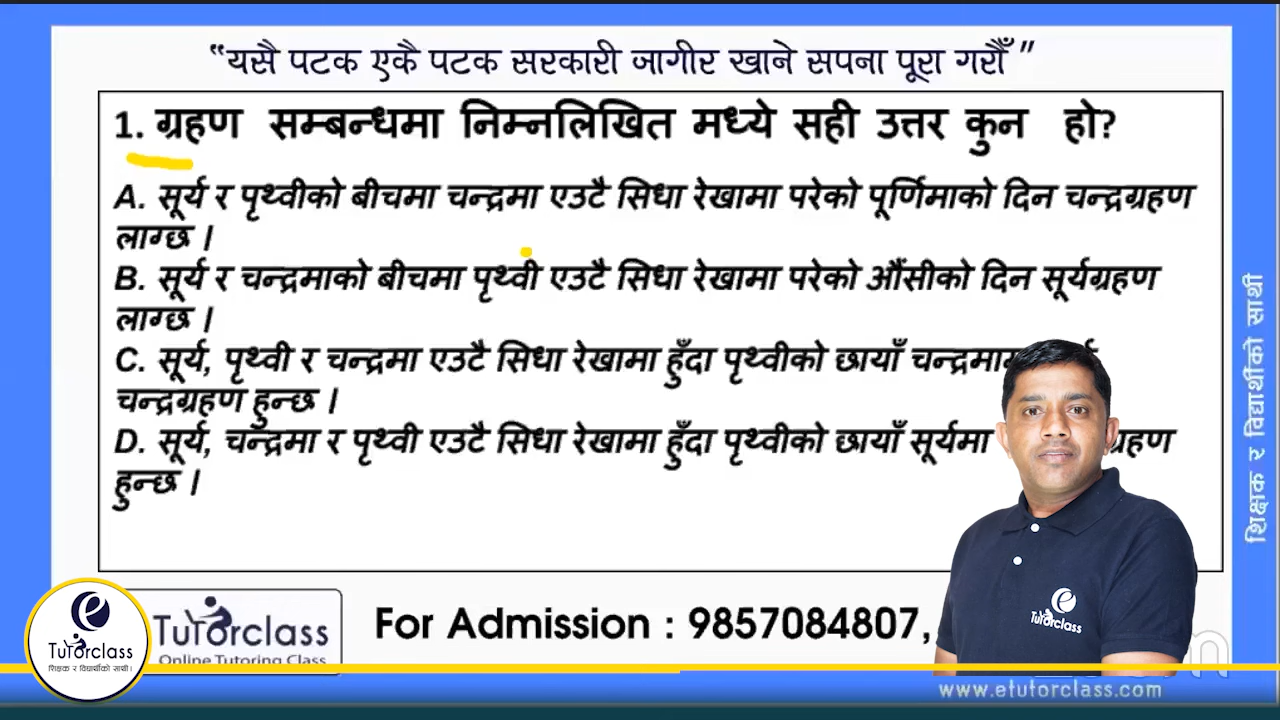 “यसै पटक एकै पटक सरकारी जागीर खाने सपना पूरा गरौँ”
1. ग्रहण सम्बन्धमा निम्नलिखित मध्ये सही उत्तर कुन हो?
A. सूर्य र पृथ्वीको बीचमा चन्द्रमा एउटै सिधा रेखामा परेको पूर्णिमाको दिन चन्द्रग्रहण
लाग्छ ।
B. सूर्य र चन्द्रमाको बीचमा पृथ्वी एउटै सिधा रेखामा परेको औंसीको दिन सूर्यग्रहण
लाग्छ ।
C. सूर्य, पृथ्वी र चन्द्रमा एउटै सिधा रेखामा हुँदा पृथ्वीको छायाँ
चन्द्रग्रहण हुन्छ ।
D. सूर्य, चन्द्रमा र पृथ्वी एउटै सिधा रेखामा हुँदा पृथ्वीको छायाँ सूर्यमा ग्रहण
हुन्छ ।
शिक्षक र विद्यार्थीको साथी
e
Tutorclass
शिक्षक र विद्यार्थीको साथी।
Tutorclass
Online Tutoring Class
For Admission : 9857084807,
Tutorclass
www.etutorclass.com